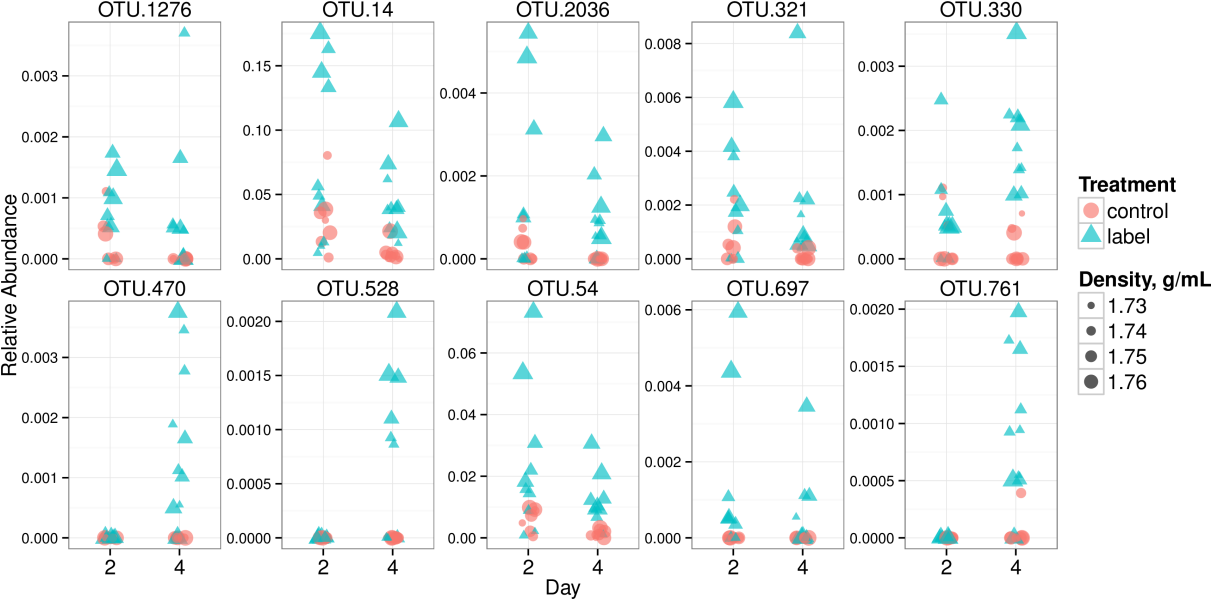 OTU.1276 OTU.14 OTU.2036 OTU.321 OTU.330
0.003 0.002 0.001 0.000
0.15 0.10 0.05 0.00
0.004 0.002 0.000
0.008 0.006 0.004 0.002 0.000
0.003 0.002 0.001 0.000
OTU.470 OTU.528 OTU.54 OTU.697 OTU.761
0.003 0.002 0.001 0.000
0.0020 0.0015 0.0010 0.0005 0.0000
0.06 0.04 0.02 0.00
0.006 0.004 0.002 0.000
0.0020 0.0015 0.0010 0.0005 0.0000
2 4 2 4 2 4 2 4 2 4
Day
Relative Abundance
Treatment
control
label
Density, g/mL
1.73
1.74
1.75
1.76